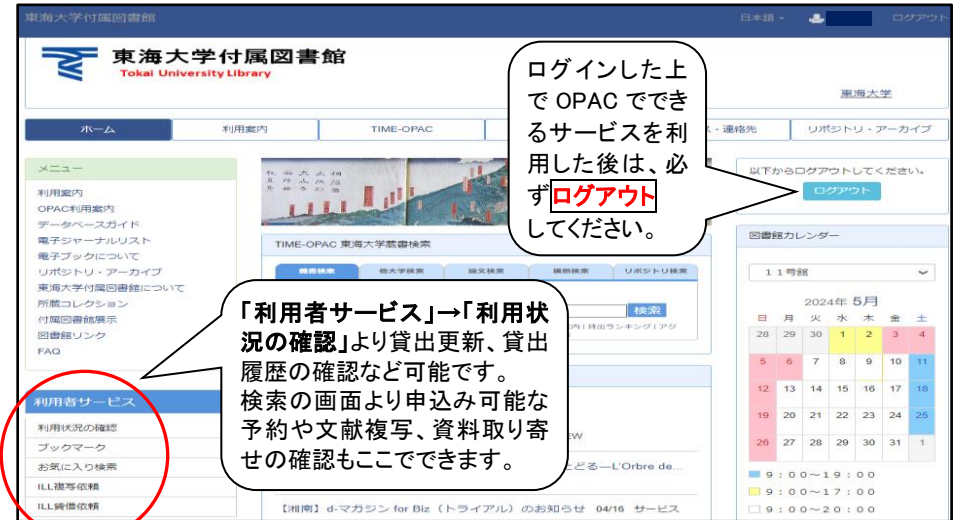 東海大学付属図書館
日本語
ログアウト
東海大学付属図書館
Tokai University Library
東海大学
ホーム
利用案内
TIME-OPAC
・連絡先
リポジトリ・アーカイブ
ログインした上
で OPAC ででき
るサービスを利
用した後は、必
ずログアウト
してください。
メニュー
利用案内
OPAC利用案内
データベースガイド
電子ジャーナルリスト
電子ブックについて
リポジトリ・アーカイブ
東海大学付属図書館について
所蔵コレクション
付属図書館展示
図書館リンク
FAQ
利用者サービス
利用状況の確認
ブックマーク
お気に入り検索
ILL複写依頼
ILL貸借依頼
TIME-OPAC 東海大学蔵書検索
蔵書検索
他大学検索
論文検索
横断検索
リポジトリ検索
検索
貸出ランキング | アク
「利用者サービス」→「利用状
況の確認」より貸出更新、貸出
履歴の確認など可能です。
検索の画面より申込み可能な
予約や文献複写、資料取り寄
せの確認もここでできます。
EW
とどる―L'Orbre de...
【湘南】d-マガジン for Biz（トライアル）のお知らせ 04/16 サービス
以下からログアウトしてください。
ログアウト
図書館カレンダー
１１号館
2024年 5月
日 月 火 水 木 金 土
28 29 30 1 2 3 4
5 6 7 8 9 10 11
12 13 14 15 16 17 18
19 20 21 22 23 24 25
26 27 28 29 30 31 1
９：００～１９：００
９：００～１７：００
９：００～２０：００